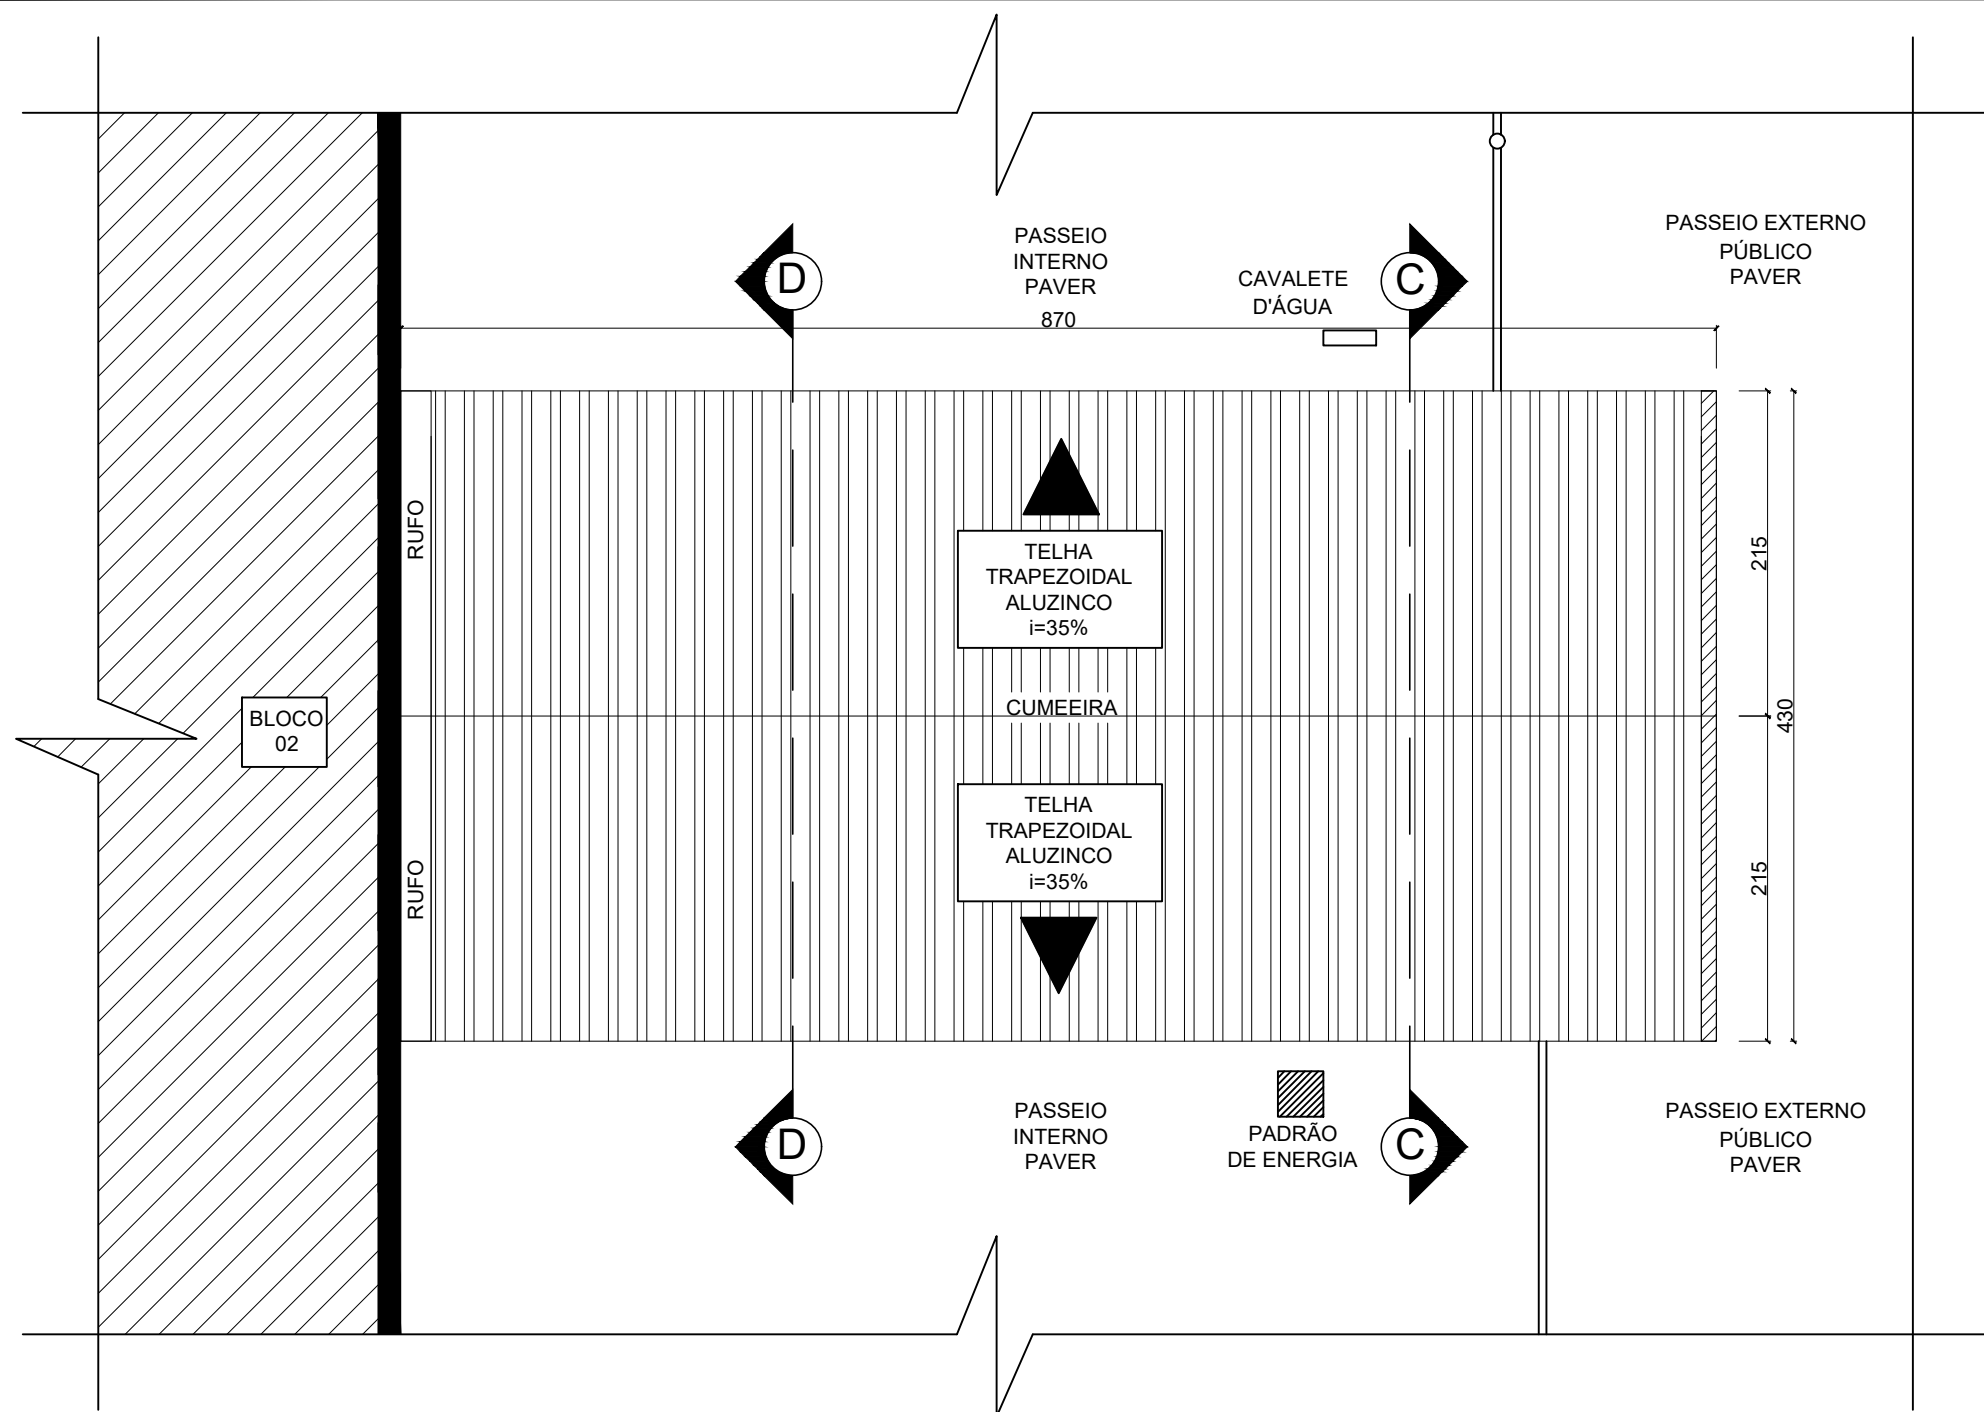 PASSEIO
INTERNO
PAVER
PASSEIO EXTERNO
PÚBLICO
PAVER
D
CAVALETE
D'ÁGUA
C
870
RUFO
TELHA
TRAPEZOIDAL
ALUZINCO
i=35%
215
BLOCO
02
CUMEEIRA
430
TELHA
TRAPEZOIDAL
ALUZINCO
i=35%
RUFO
215
D
PASSEIO
INTERNO
PAVER
PADRÃO
DE ENERGIA
C
PASSEIO EXTERNO
PÚBLICO
PAVER